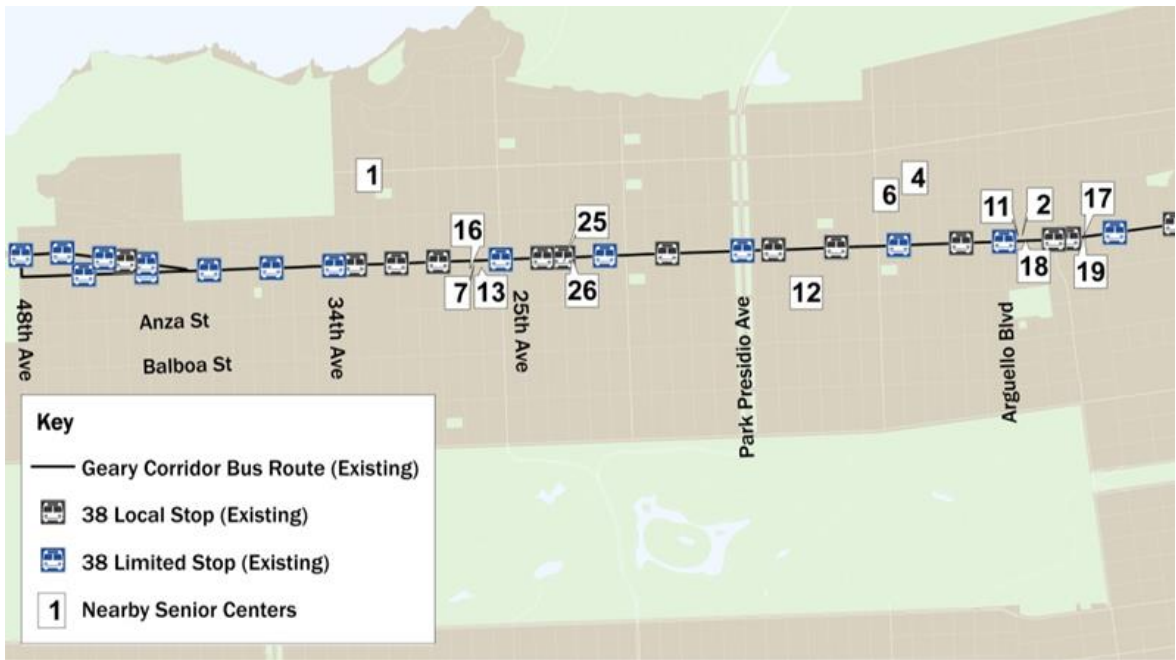 1
4
6
16
25
11
2
17
7
13
26
12
18
19
48th Ave
Anza St
Balboa St
34th Ave
25th Ave
Park Presidio Ave
Arguello Blvd
Key
Geary Corridor Bus Route (Existing)
38 Local Stop (Existing)
38 Limited Stop (Existing)
1 Nearby Senior Centers